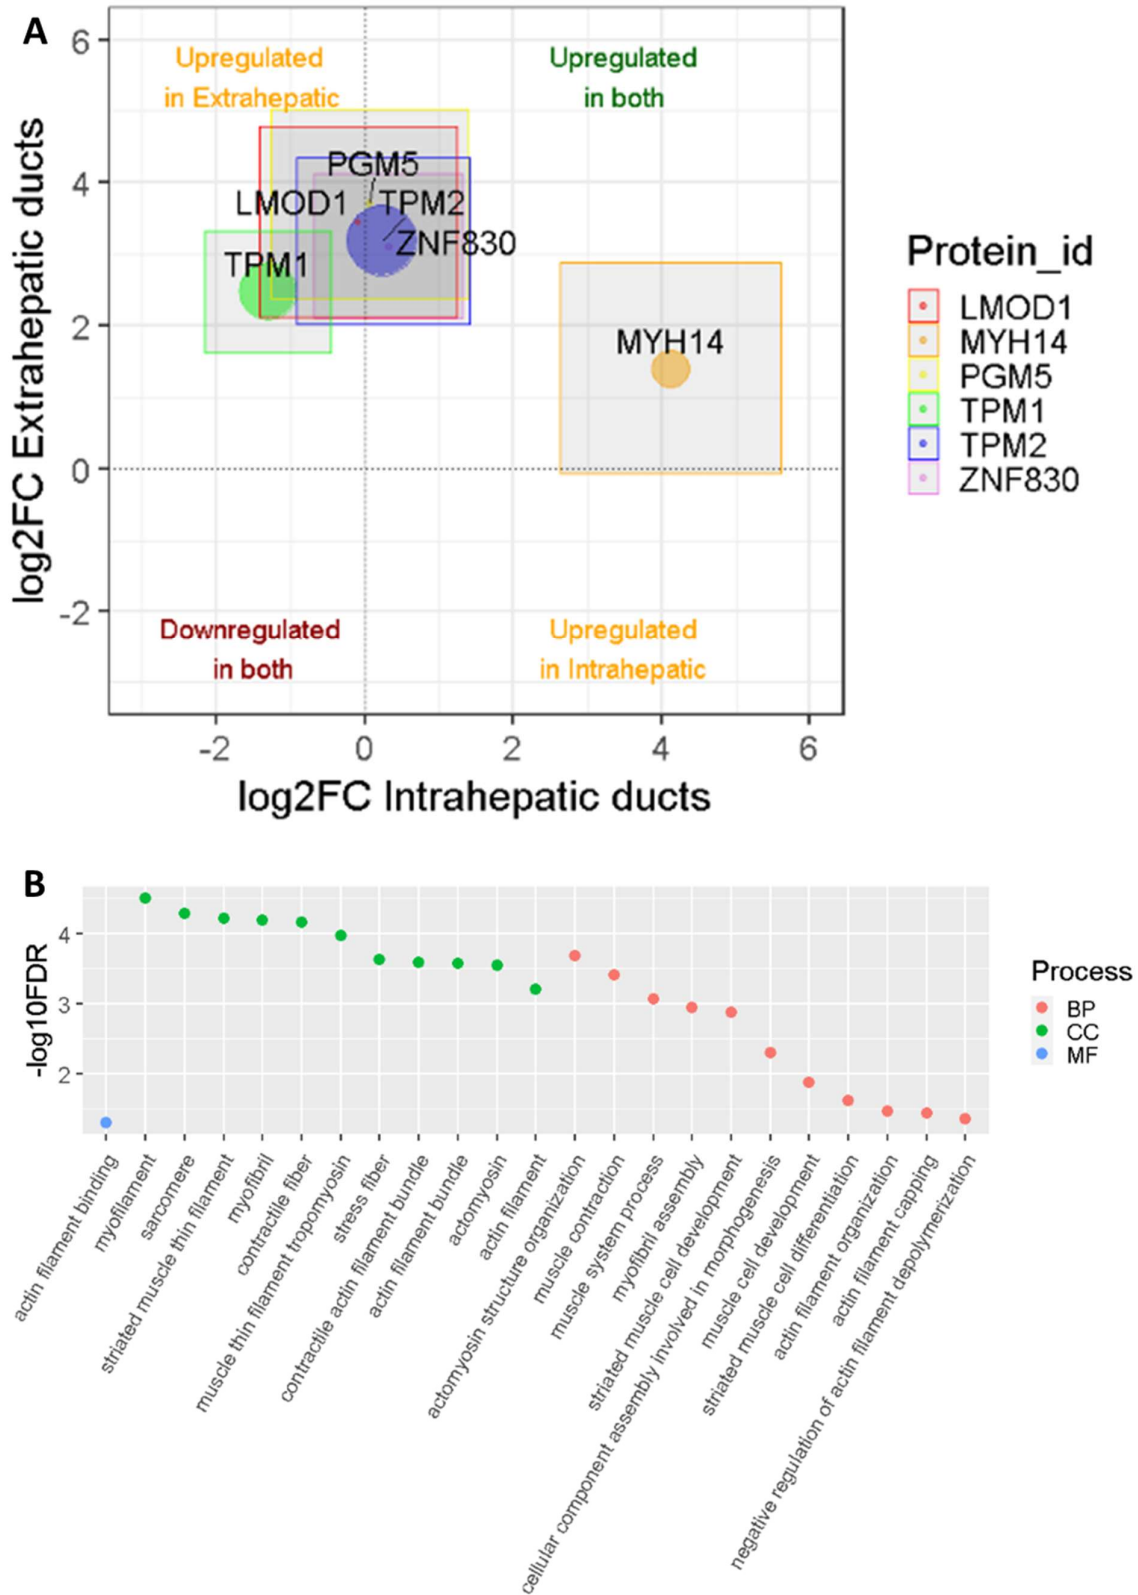 A
Upregulated
in Extrahepatic
Upregulated
in both
PGM5
LMOD1
TPM2
ZNF830
TPM1
MYH14
Downregulated
in both
Upregulated
in Intrahepatic
6
4
2
0
-2
log2FC Extrahepatic ducts
-2
0
2
4
6
log2FC Intrahepatic ducts
Protein_id
LMOD1
MYH14
PGM5
TPM1
TPM2
ZNF830
B
4
3
2
-log10FDR
Process
BP
CC
MF
actin filament binding
myofilament
sarcomere
striated muscle thin filament
myofibril
contractile fiber
muscle thin filament tropomyosin
stress fiber
contractile actin filament bundle
actin filament bundle
actomyosin
actin filament
actomyosin structure organization
muscle contraction
muscle system process
myofibril assembly
striated muscle cell development
cellular component assembly involved in morphogenesis
muscle cell development
striated muscle cell differentiation
actin filament organization
actin filament capping
negative regulation of actin filament depolymerization